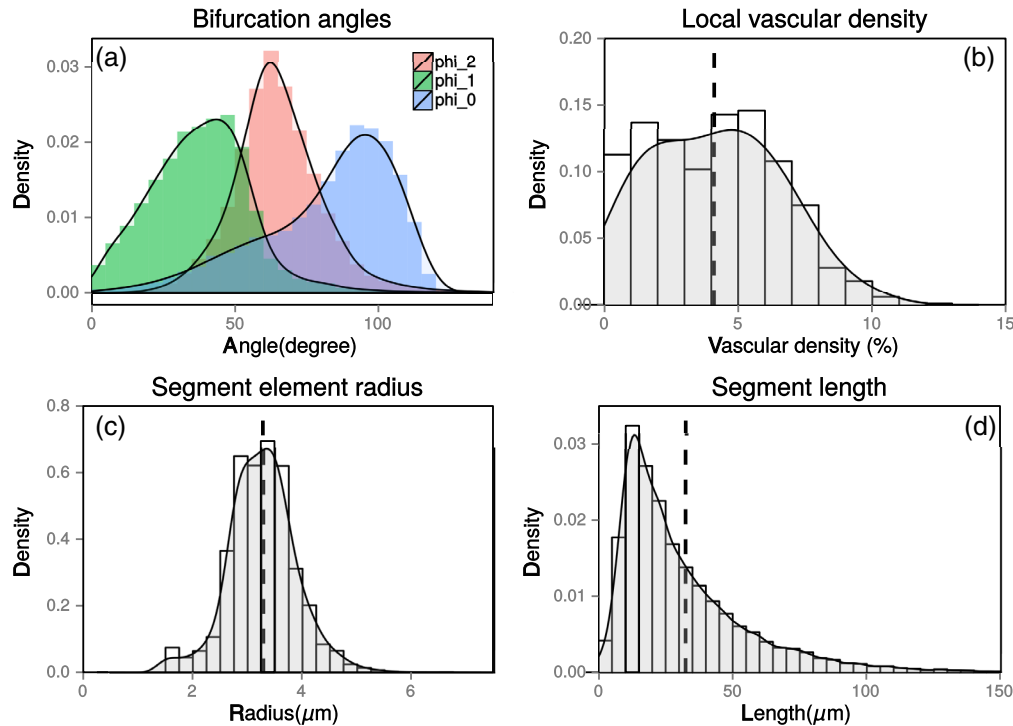 Bifurcation angles
(a)
phi_2
phi_1
phi_0
0.03
0.02
0.01
0.00
Density
0
50
100
Angle(degree)
Local vascular density
(b)
0.20
0.15
0.10
0.05
0.00
Density
0
5
10
15
Vascular density (%)
Segment element radius
(c)
0.8
0.6
0.4
0.2
0.0
Density
0
2
4
6
Radius(μm)
Segment length
(d)
0.03
0.02
0.01
0.00
Density
0
50
100
150
Length(μm)